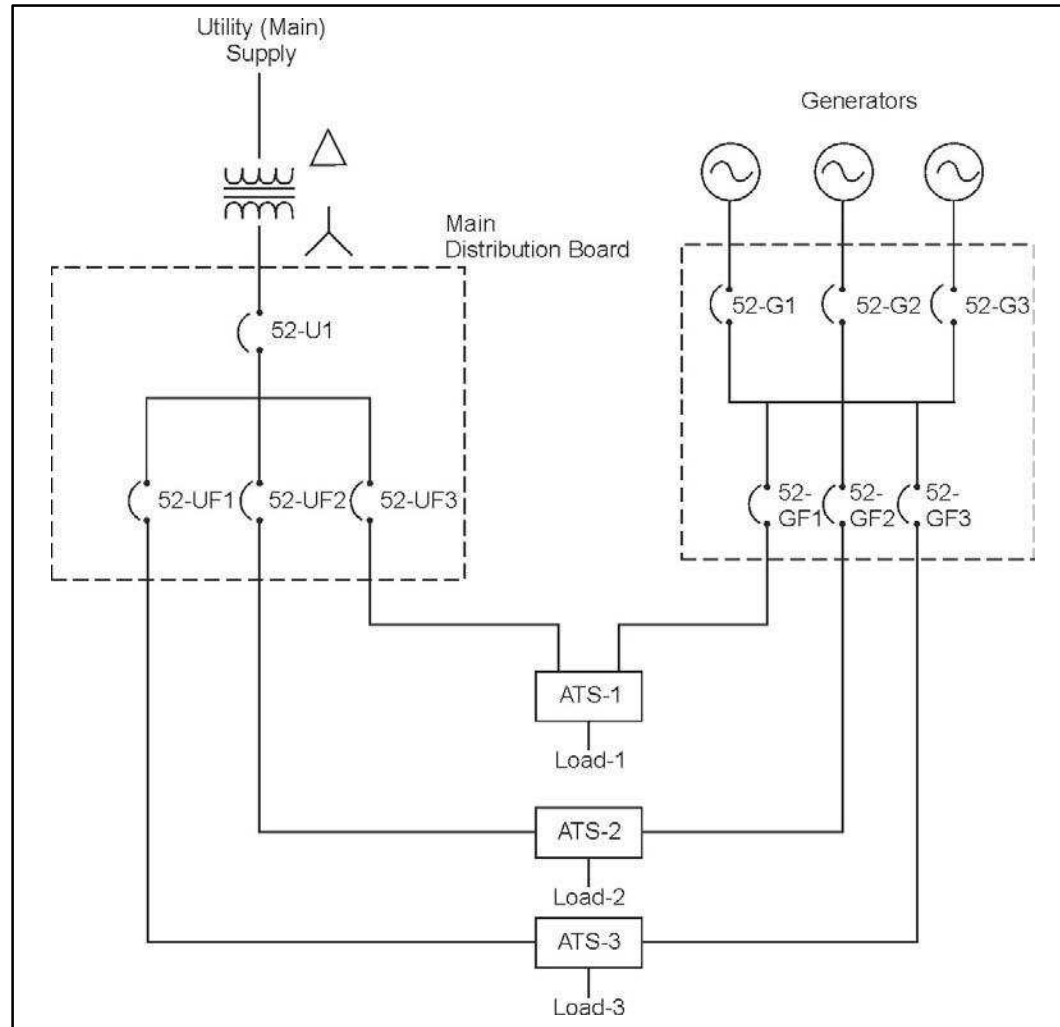 Utility (Main)
Supply
Generators
Main
Distribution Board
52-U1
52-G1
52-G2
52-G3
52-UF1
52-UF2
52-UF3
52-
GF1
52-
GF2
52-
GF3
ATS-1
Load-1
ATS-2
Load-2
ATS-3
Load-3